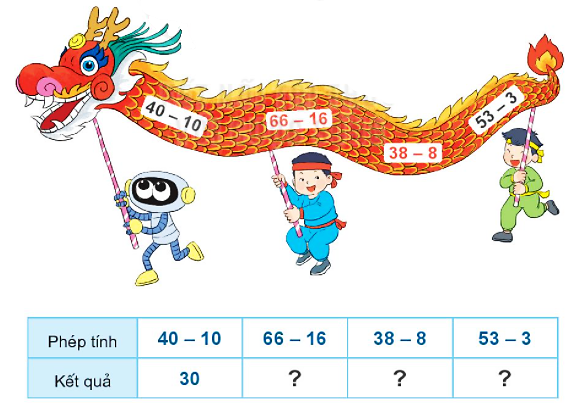 40 – 10
66 – 16
38 – 8
53 – 3
Phép tính 40 – 10 66 – 16 38 – 8 53 – 3
Kết quả 30 ? ? ?